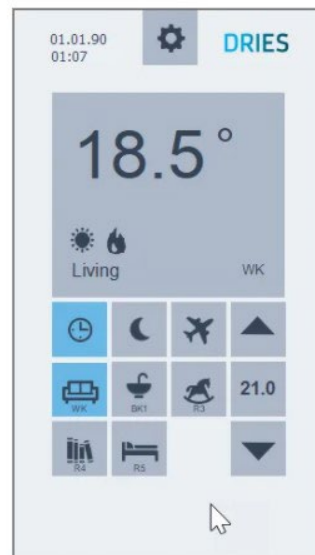 01.01.90
01:07
DRIES
18.5°
Living
WK
WK
BK1
R3
21.0
R4
R5